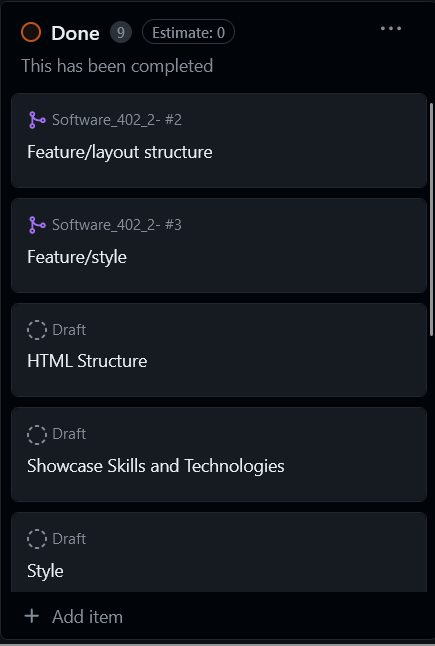 Done 9 Estimate: 0
This has been completed
Software_402_2- #2
Feature/layout structure
Software_402_2- #3
Feature/style
Draft
HTML Structure
Draft
Showcase Skills and Technologies
Draft
Style
Add item